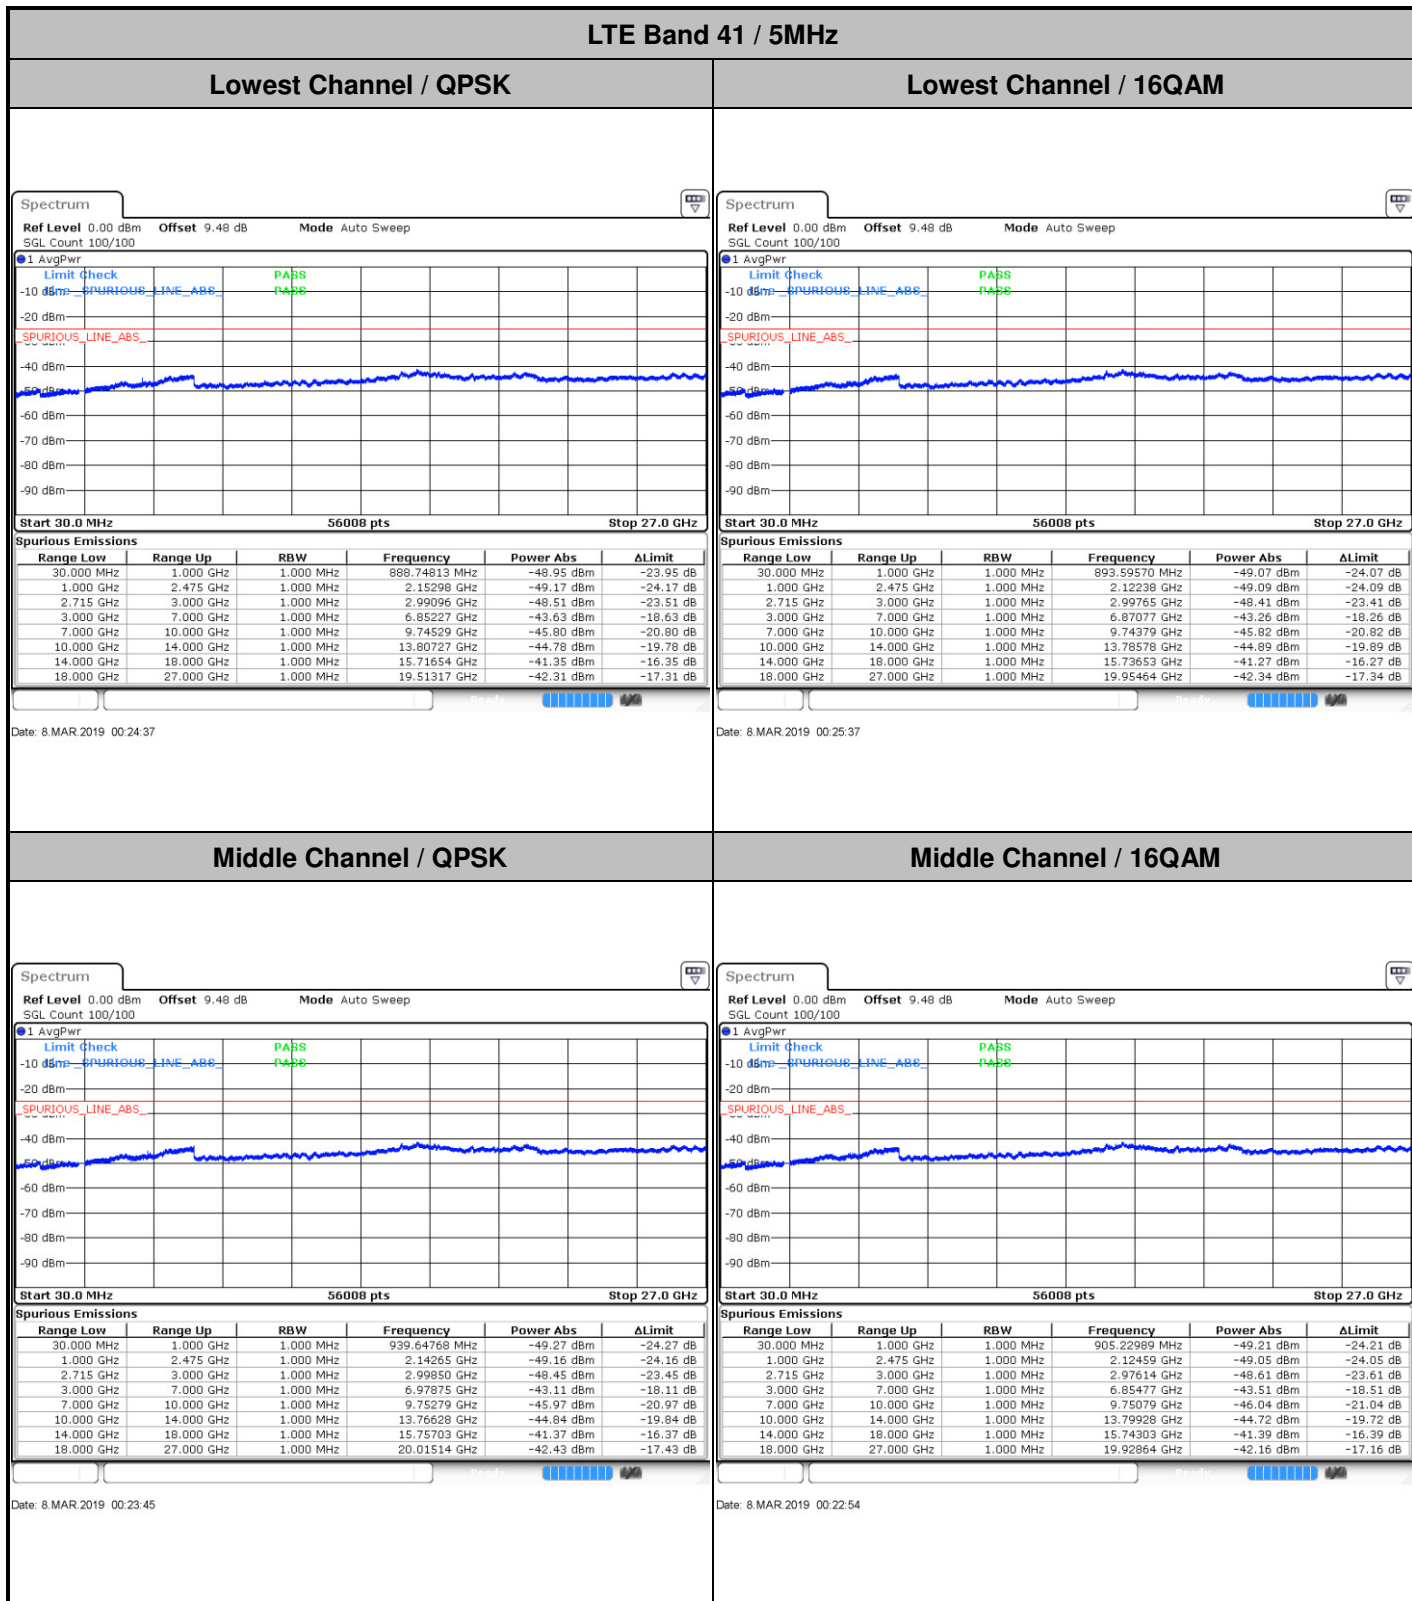 LTE Band 41 / 5MHz
Lowest Channel / QPSK
Lowest Channel / 16QAM
Spectrum
Ref Level 0.00 dBm Offset 9.48 dB Mode Auto Sweep
SGL Count 100/100
1 AvgPwr
Limit Check PASS
Line _SPURIOUS_LINE_ABS_ PASS
-10 dBm
-20 dBm
_SPURIOUS_LINE_ABS_
-40 dBm
-50 dBm
-60 dBm
-70 dBm
-80 dBm
-90 dBm
Start 30.0 MHz 56008 pts Stop 27.0 GHz
Spurious Emissions
Range Low Range Up RBW Frequency Power Abs ΔLimit
30.000 MHz 1.000 GHz 1.000 MHz 888.74813 MHz -48.95 dBm -23.95 dB
1.000 GHz 2.475 GHz 1.000 MHz 2.15298 GHz -49.17 dBm -24.17 dB
2.715 GHz 3.000 GHz 1.000 MHz 2.99096 GHz -48.51 dBm -23.51 dB
3.000 GHz 7.000 GHz 1.000 MHz 6.85227 GHz -43.63 dBm -18.63 dB
7.000 GHz 10.000 GHz 1.000 MHz 9.74529 GHz -45.80 dBm -20.80 dB
10.000 GHz 14.000 GHz 1.000 MHz 13.80727 GHz -44.78 dBm -19.78 dB
14.000 GHz 18.000 GHz 1.000 MHz 15.71654 GHz -41.35 dBm -16.35 dB
18.000 GHz 27.000 GHz 1.000 MHz 19.51317 GHz -42.31 dBm -17.31 dB
Ready
Date: 8.MAR.2019 00:24:37
Spectrum
Ref Level 0.00 dBm Offset 9.48 dB Mode Auto Sweep
SGL Count 100/100
1 AvgPwr
Limit Check PASS
Line _SPURIOUS_LINE_ABS_ PASS
-10 dBm
-20 dBm
_SPURIOUS_LINE_ABS_
-40 dBm
-50 dBm
-60 dBm
-70 dBm
-80 dBm
-90 dBm
Start 30.0 MHz 56008 pts Stop 27.0 GHz
Spurious Emissions
Range Low Range Up RBW Frequency Power Abs ΔLimit
30.000 MHz 1.000 GHz 1.000 MHz 893.59570 MHz -49.07 dBm -24.07 dB
1.000 GHz 2.475 GHz 1.000 MHz 2.12238 GHz -49.09 dBm -24.09 dB
2.715 GHz 3.000 GHz 1.000 MHz 2.99765 GHz -48.41 dBm -23.41 dB
3.000 GHz 7.000 GHz 1.000 MHz 6.87077 GHz -43.26 dBm -18.26 dB
7.000 GHz 10.000 GHz 1.000 MHz 9.74379 GHz -45.82 dBm -20.82 dB
10.000 GHz 14.000 GHz 1.000 MHz 13.78578 GHz -44.89 dBm -19.89 dB
14.000 GHz 18.000 GHz 1.000 MHz 15.73653 GHz -41.27 dBm -16.27 dB
18.000 GHz 27.000 GHz 1.000 MHz 19.95464 GHz -42.34 dBm -17.34 dB
Ready
Date: 8.MAR.2019 00:25:37
Middle Channel / QPSK
Middle Channel / 16QAM
Spectrum
Ref Level 0.00 dBm Offset 9.48 dB Mode Auto Sweep
SGL Count 100/100
1 AvgPwr
Limit Check PASS
Line _SPURIOUS_LINE_ABS_ PASS
-10 dBm
-20 dBm
_SPURIOUS_LINE_ABS_
-40 dBm
-50 dBm
-60 dBm
-70 dBm
-80 dBm
-90 dBm
Start 30.0 MHz 56008 pts Stop 27.0 GHz
Spurious Emissions
Range Low Range Up RBW Frequency Power Abs ΔLimit
30.000 MHz 1.000 GHz 1.000 MHz 939.64768 MHz -49.27 dBm -24.27 dB
1.000 GHz 2.475 GHz 1.000 MHz 2.14265 GHz -49.16 dBm -24.16 dB
2.715 GHz 3.000 GHz 1.000 MHz 2.99850 GHz -48.45 dBm -23.45 dB
3.000 GHz 7.000 GHz 1.000 MHz 6.97875 GHz -43.11 dBm -18.11 dB
7.000 GHz 10.000 GHz 1.000 MHz 9.75279 GHz -45.97 dBm -20.97 dB
10.000 GHz 14.000 GHz 1.000 MHz 13.76628 GHz -44.84 dBm -19.84 dB
14.000 GHz 18.000 GHz 1.000 MHz 15.75703 GHz -41.37 dBm -16.37 dB
18.000 GHz 27.000 GHz 1.000 MHz 20.01514 GHz -42.43 dBm -17.43 dB
Ready
Date: 8.MAR.2019 00:23:45
Spectrum
Ref Level 0.00 dBm Offset 9.48 dB Mode Auto Sweep
SGL Count 100/100
1 AvgPwr
Limit Check PASS
Line _SPURIOUS_LINE_ABS_ PASS
-10 dBm
-20 dBm
_SPURIOUS_LINE_ABS_
-40 dBm
-50 dBm
-60 dBm
-70 dBm
-80 dBm
-90 dBm
Start 30.0 MHz 56008 pts Stop 27.0 GHz
Spurious Emissions
Range Low Range Up RBW Frequency Power Abs ΔLimit
30.000 MHz 1.000 GHz 1.000 MHz 905.22989 MHz -49.21 dBm -24.21 dB
1.000 GHz 2.475 GHz 1.000 MHz 2.12459 GHz -49.05 dBm -24.05 dB
2.715 GHz 3.000 GHz 1.000 MHz 2.97614 GHz -48.61 dBm -23.61 dB
3.000 GHz 7.000 GHz 1.000 MHz 6.85477 GHz -43.51 dBm -18.51 dB
7.000 GHz 10.000 GHz 1.000 MHz 9.75079 GHz -46.04 dBm -21.04 dB
10.000 GHz 14.000 GHz 1.000 MHz 13.79928 GHz -44.72 dBm -19.72 dB
14.000 GHz 18.000 GHz 1.000 MHz 15.74303 GHz -41.39 dBm -16.39 dB
18.000 GHz 27.000 GHz 1.000 MHz 19.92864 GHz -42.16 dBm -17.16 dB
Ready
Date: 8.MAR.2019 00:22:54